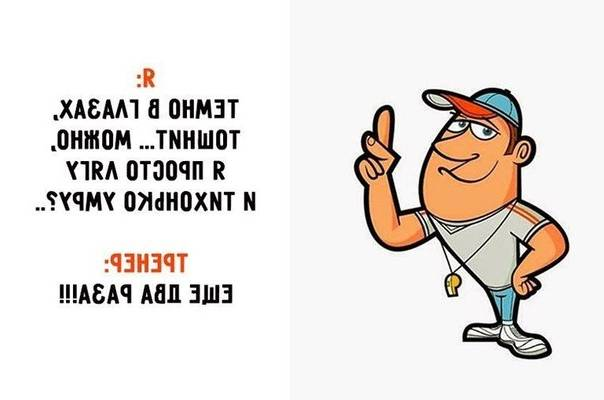 Я:
ТЕМНО В ГЛАЗАХ,
ТОШНИТ... МОЖНО,
Я ПРОСТО ЛЯГУ
И ТИХОНЬКО УМРУ?..
ТРЕНЕР:
ЕЩЕ ДВА РАЗА!!!